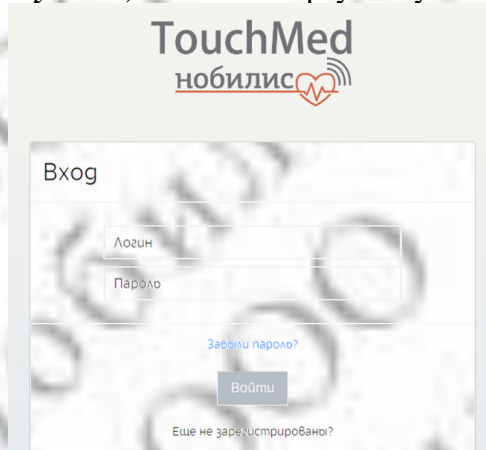 TouchMed
нобилис
Вход
Логин
Пароль
Забыли пароль?
Войти
Еще не зарегистрированы?